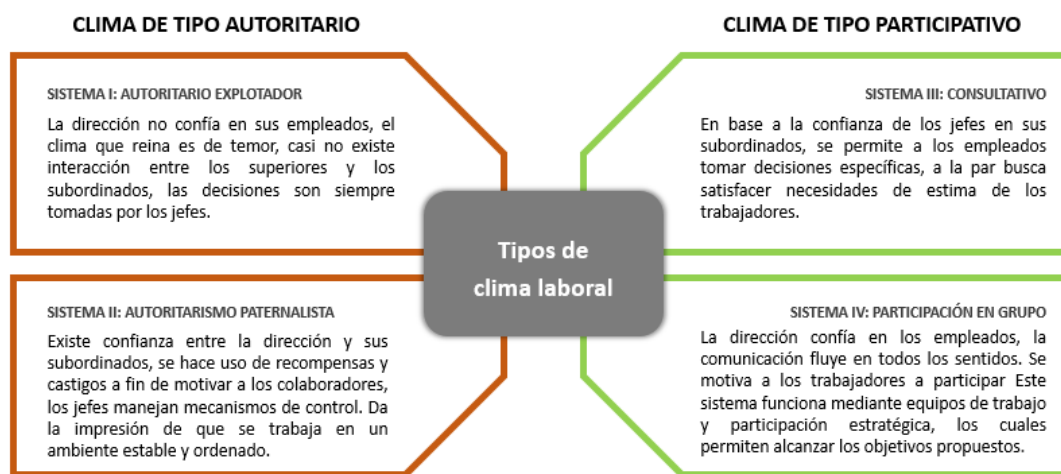 CLIMA DE TIPO AUTORITARIO
SISTEMA I: AUTORITARIO EXPLOTADOR
La dirección no confía en sus empleados, el
clima que reina es de temor, casi no existe
interacción entre los superiores y los
subordinados, las decisiones son siempre
tomadas por los jefes.
SISTEMA II: AUTORITARISMO PATERNALISTA
Existe confianza entre la dirección y sus
subordinados, se hace uso de recompensas y
castigos a fin de motivar a los colaboradores,
los jefes manejan mecanismos de control. Da
la impresión de que se trabaja en un
ambiente estable y ordenado.
Tipos de
clima laboral
CLIMA DE TIPO PARTICIPATIVO
SISTEMA III: CONSULTATIVO
En base a la confianza de los jefes en sus
subordinados, se permite a los empleados
tomar decisiones específicas, a la par busca
satisfacer necesidades de estima de los
trabajadores.
SISTEMA IV: PARTICIPACIÓN EN GRUPO
La dirección confía en los empleados, la
comunicación fluye en todos los sentidos. Se
motiva a los trabajadores a participar Este
sistema funciona mediante equipos de trabajo
y participación estratégica, los cuales
permiten alcanzar los objetivos propuestos.